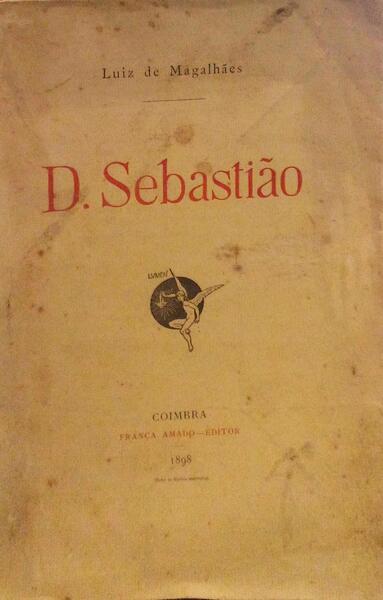 Luiz de Magalhães
D. Sebastião
COIMBRA
FRANÇA AMADO—EDITOR
1898